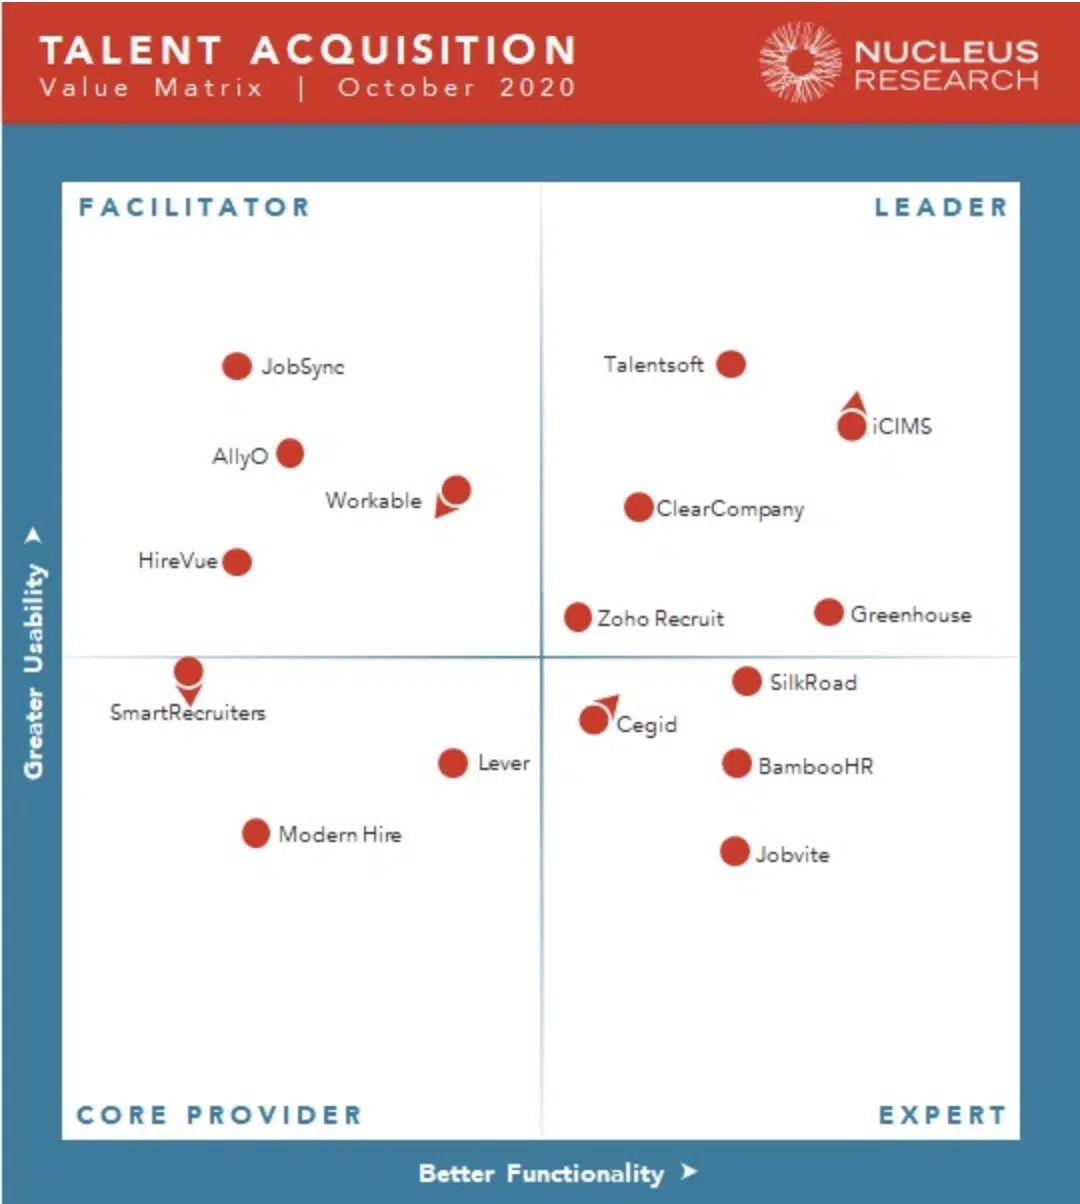 TALENT ACQUISITION
Value Matrix | October 2020
NUCLEUS
RESEARCH
FACILITATOR
LEADER
JobSync
Talentsoft
iCIMS
AllyO
Workable
ClearCompany
HireVue
Zoho Recruit
Greenhouse
SmartRecruiters
SilkRoad
Cegid
Lever
BambooHR
Modern Hire
Jobvite
Greater Usability
CORE PROVIDER
EXPERT
Better Functionality